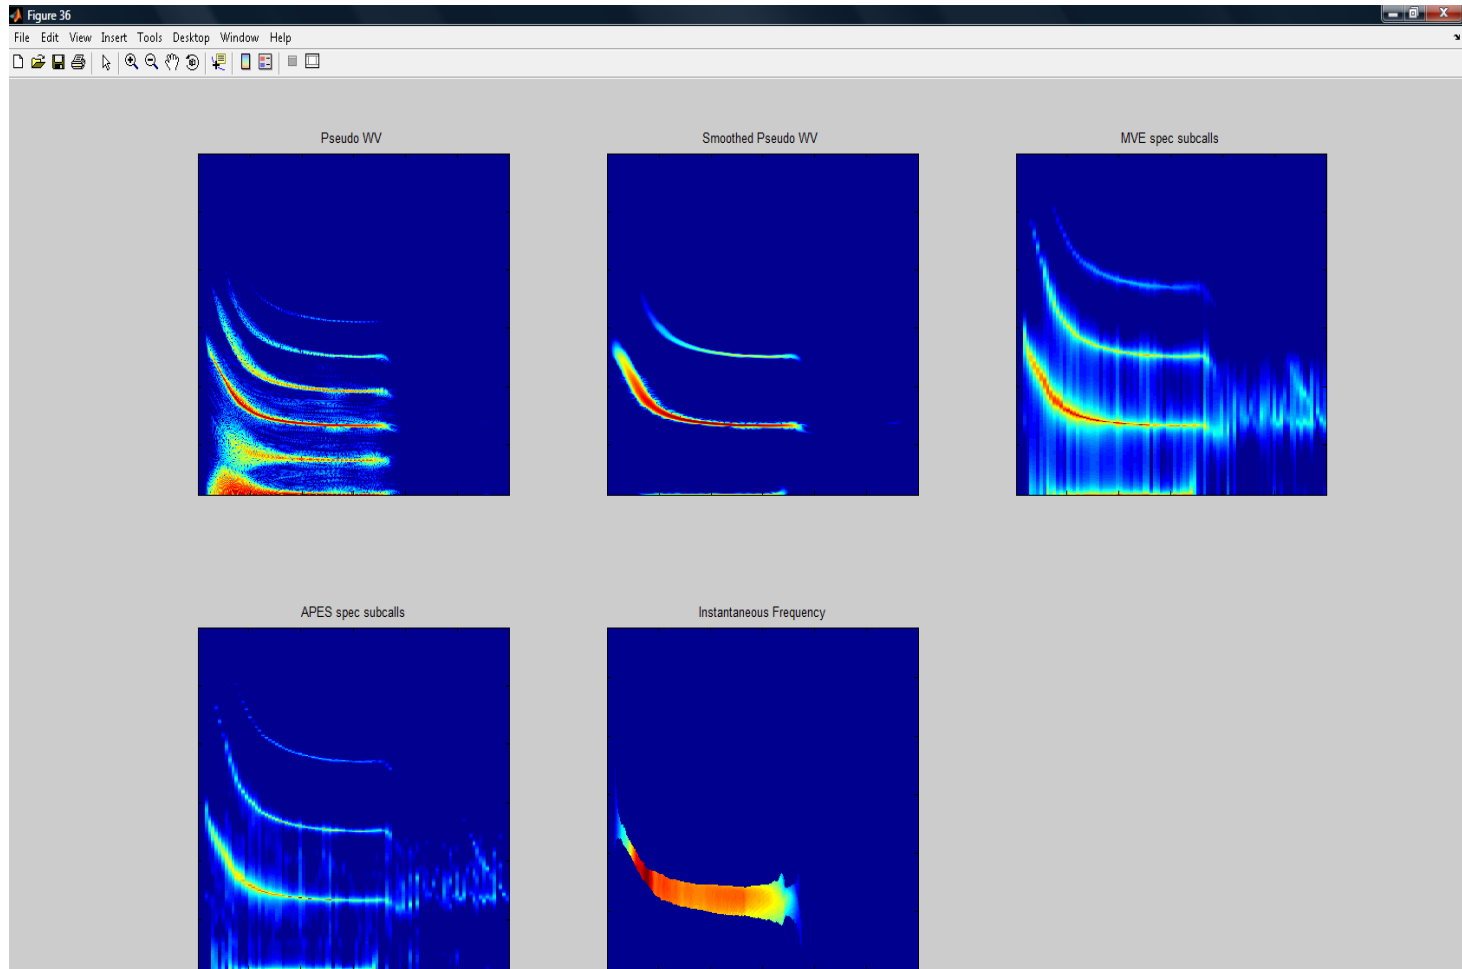 Figure 36
File Edit View Insert Tools Desktop Window Help
Pseudo WV
Smoothed Pseudo WV
MVE spec subcalls
APES spec subcalls
Instantaneous Frequency